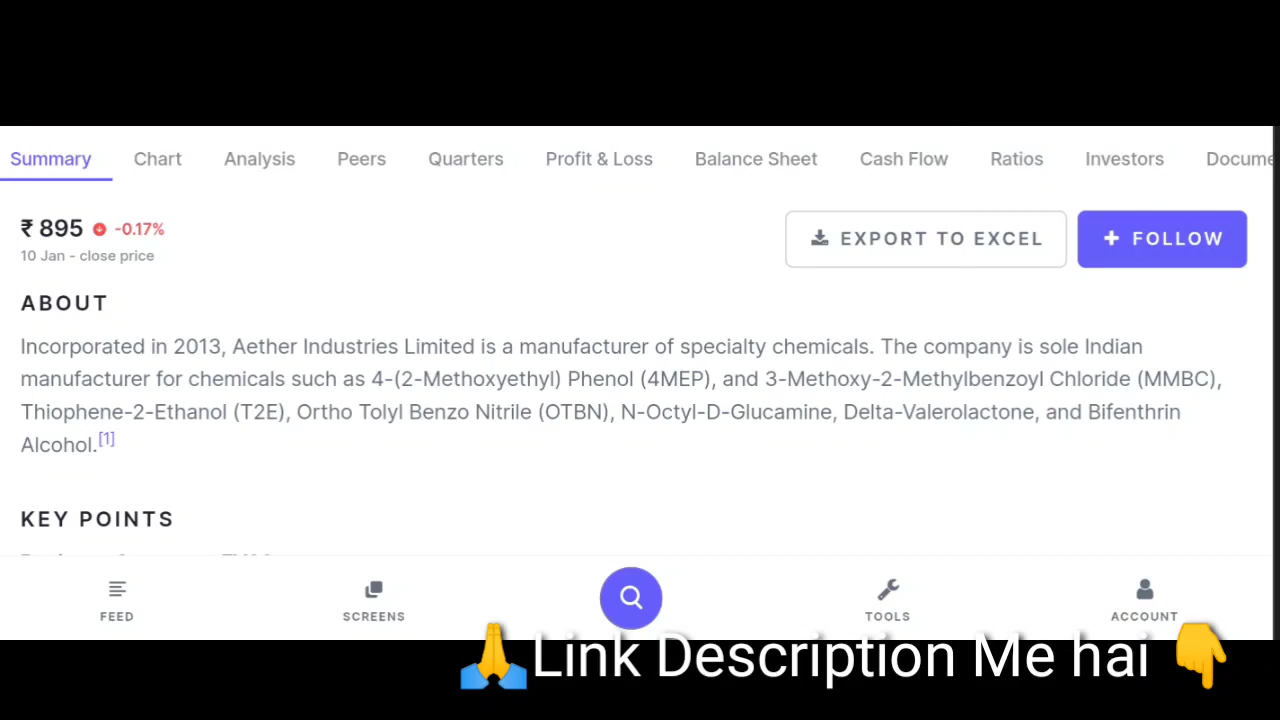 Summary Chart Analysis Peers Quarters Profit & Loss Balance Sheet Cash Flow Ratios Investors Docume
₹ 895 -0.17%
10 Jan - close price
EXPORT TO EXCEL
+ FOLLOW
ABOUT
Incorporated in 2013, Aether Industries Limited is a manufacturer of specialty chemicals. The company is sole Indian
manufacturer for chemicals such as 4-(2-Methoxyethyl) Phenol (4MEP), and 3-Methoxy-2-Methylbenzoyl Chloride (MMBC),
Thiophene-2-Ethanol (T2E), Ortho Tolyl Benzo Nitrile (OTBN), N-Octyl-D-Glucamine, Delta-Valerolactone, and Bifenthrin
Alcohol.[1]
KEY POINTS
FEED SCREENS TOOLS ACCOUNT
🙏Link Description Me hai 👇